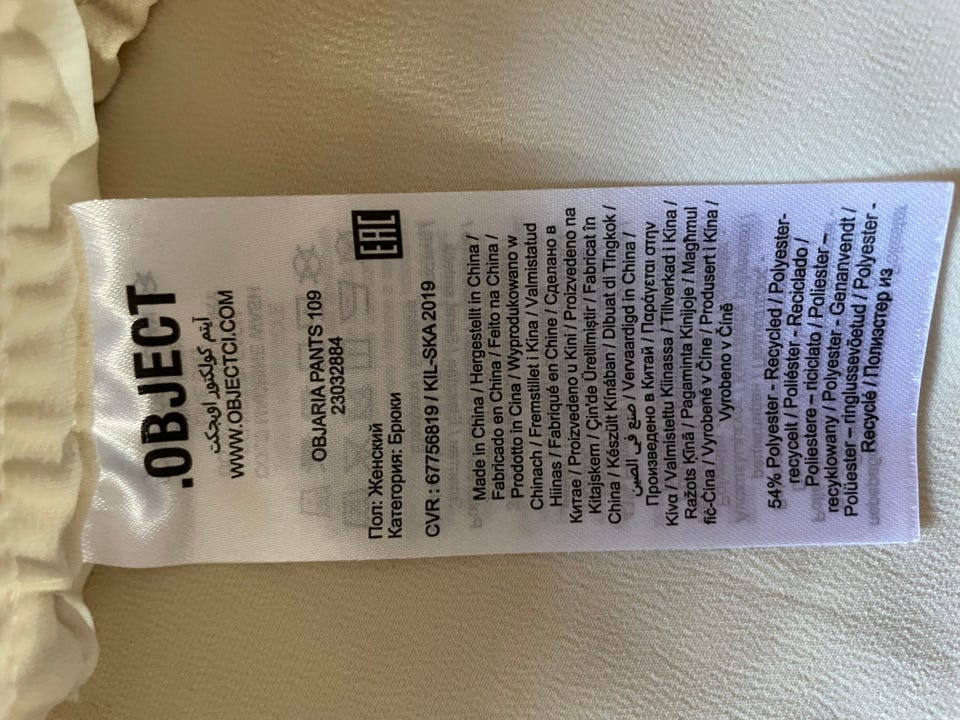 .OBJECT
آيتم كولكتور اوبجكت
WWW.OBJECTCI.COM
OBJARIA PANTS 109
23032884
Пол: Женский
Категория: Брюки
EAC
CVR : 67756819 / KIL-SKA 2019
Made in China / Hergestellt in China /
Fabricado en China / Feito na China /
Prodotto in Cina / Wyprodukowano w
Chinach / Fremstillet i Kina / Valmistatud
Hiinas / Fabriqué en Chine / Сделано в
Китае / Proizvedeno u Kini / Proizvedeno na
Kitajskem / Çin'de Üretilmiştir / Fabricat în
China / Készült Kínában / Dibuat di Tingkok /
صنع في الصين / Vervaardigd in China /
Произведено в Китай / Παράγεται στην
Κίνα / Valmistettu Kiinassa / Tillverkad i Kina /
Ražots Ķīnā / Pagaminta Kinijoje / Magħmul
fiċ-Ċina / Vyrobené v Číne / Produsert i Kina /
Vyrobeno v Číně
54% Polyester - Recycled / Polyester-
recycelt / Poliéster - Reciclado /
Poliestere – riciclato / Poliester –
recyklowany / Polyester - Genanvendt /
Polüester – ringlussevõetud / Polyester -
Recyclé / Полиэстер из